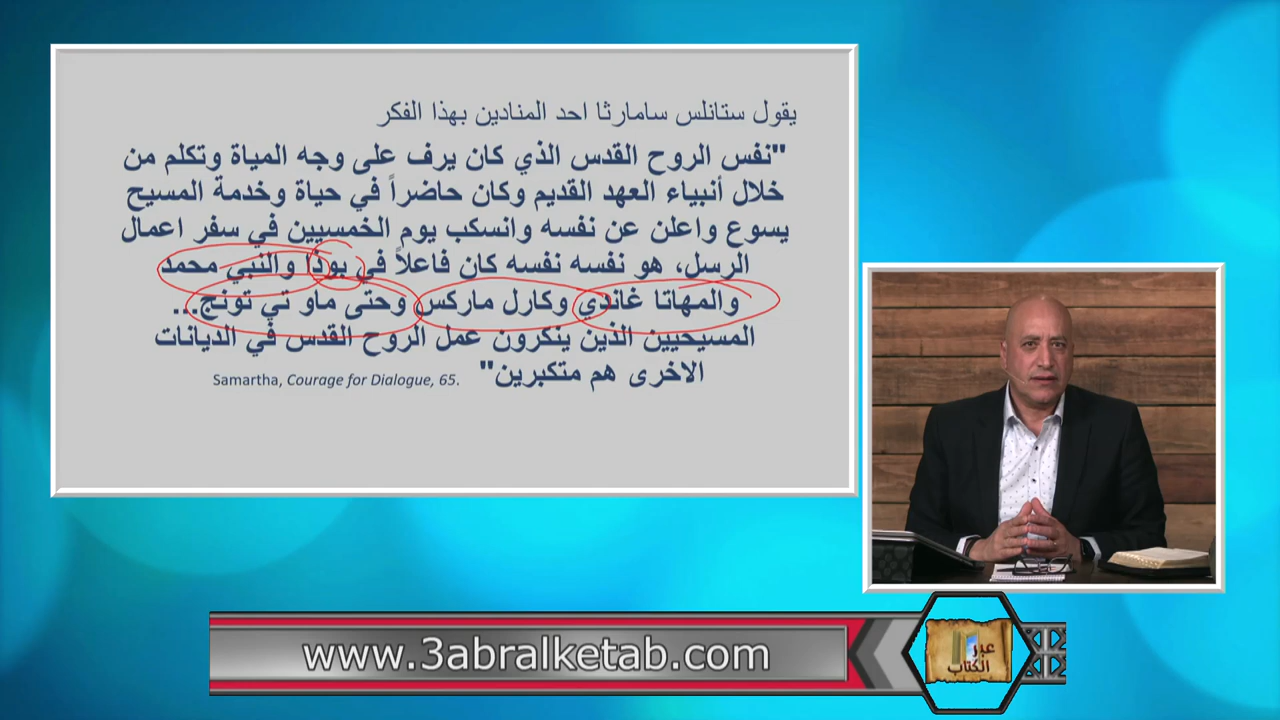 يقول ستانلس سامارثا احد المنادين بهذا الفكر
"نفس الروح القدس الذي كان يرف على وجه المياة وتكلم من
خلال أنبياء العهد القديم وكان حاضراً في حياة وخدمة المسيح
يسوع واعلن عن نفسه وانسكب يوم الخمسيين في سفر اعمال
الرسل، هو نفسه نفسه كان فاعلاً في بوذا والنبي محمد
والمهاتا غاندي وكارل ماركس وحتى ماو تي تونج...
المسيحيين الذين ينكرون عمل الروح القدس في الديانات
الاخرى هم متكبرين"
Samartha, Courage for Dialogue, 65.
www.3abralketab.com
عبر
الكتاب